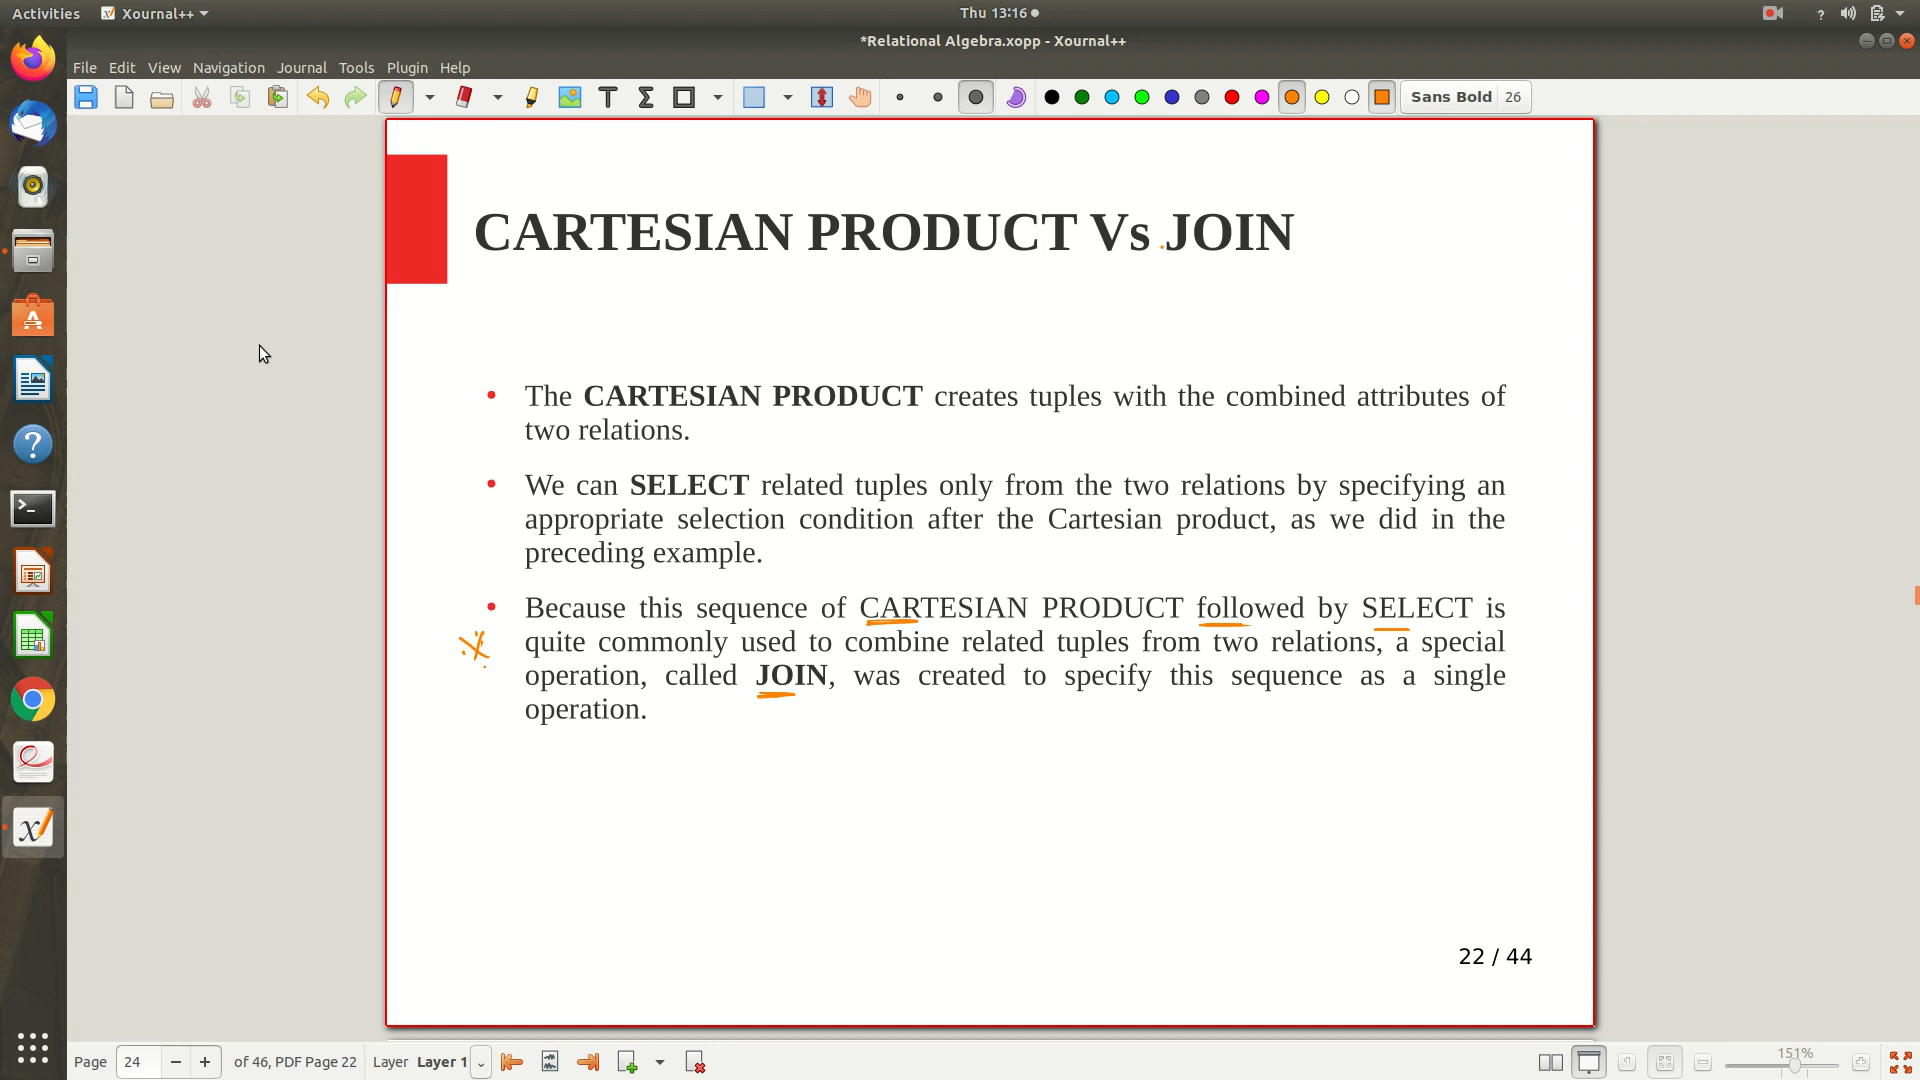 Activities Xournal++ Thu 13:16 ?
*Relational Algebra.xopp - Xournal++
File Edit View Navigation Journal Tools Plugin Help
Sans Bold 26
CARTESIAN PRODUCT Vs JOIN
• The CARTESIAN PRODUCT creates tuples with the combined attributes of
two relations.
• We can SELECT related tuples only from the two relations by specifying an
appropriate selection condition after the Cartesian product, as we did in the
preceding example.
• Because this sequence of CARTESIAN PRODUCT followed by SELECT is
quite commonly used to combine related tuples from two relations, a special
operation, called JOIN, was created to specify this sequence as a single
operation.
22 / 44
Page 24 of 46, PDF Page 22 Layer Layer 1 151%